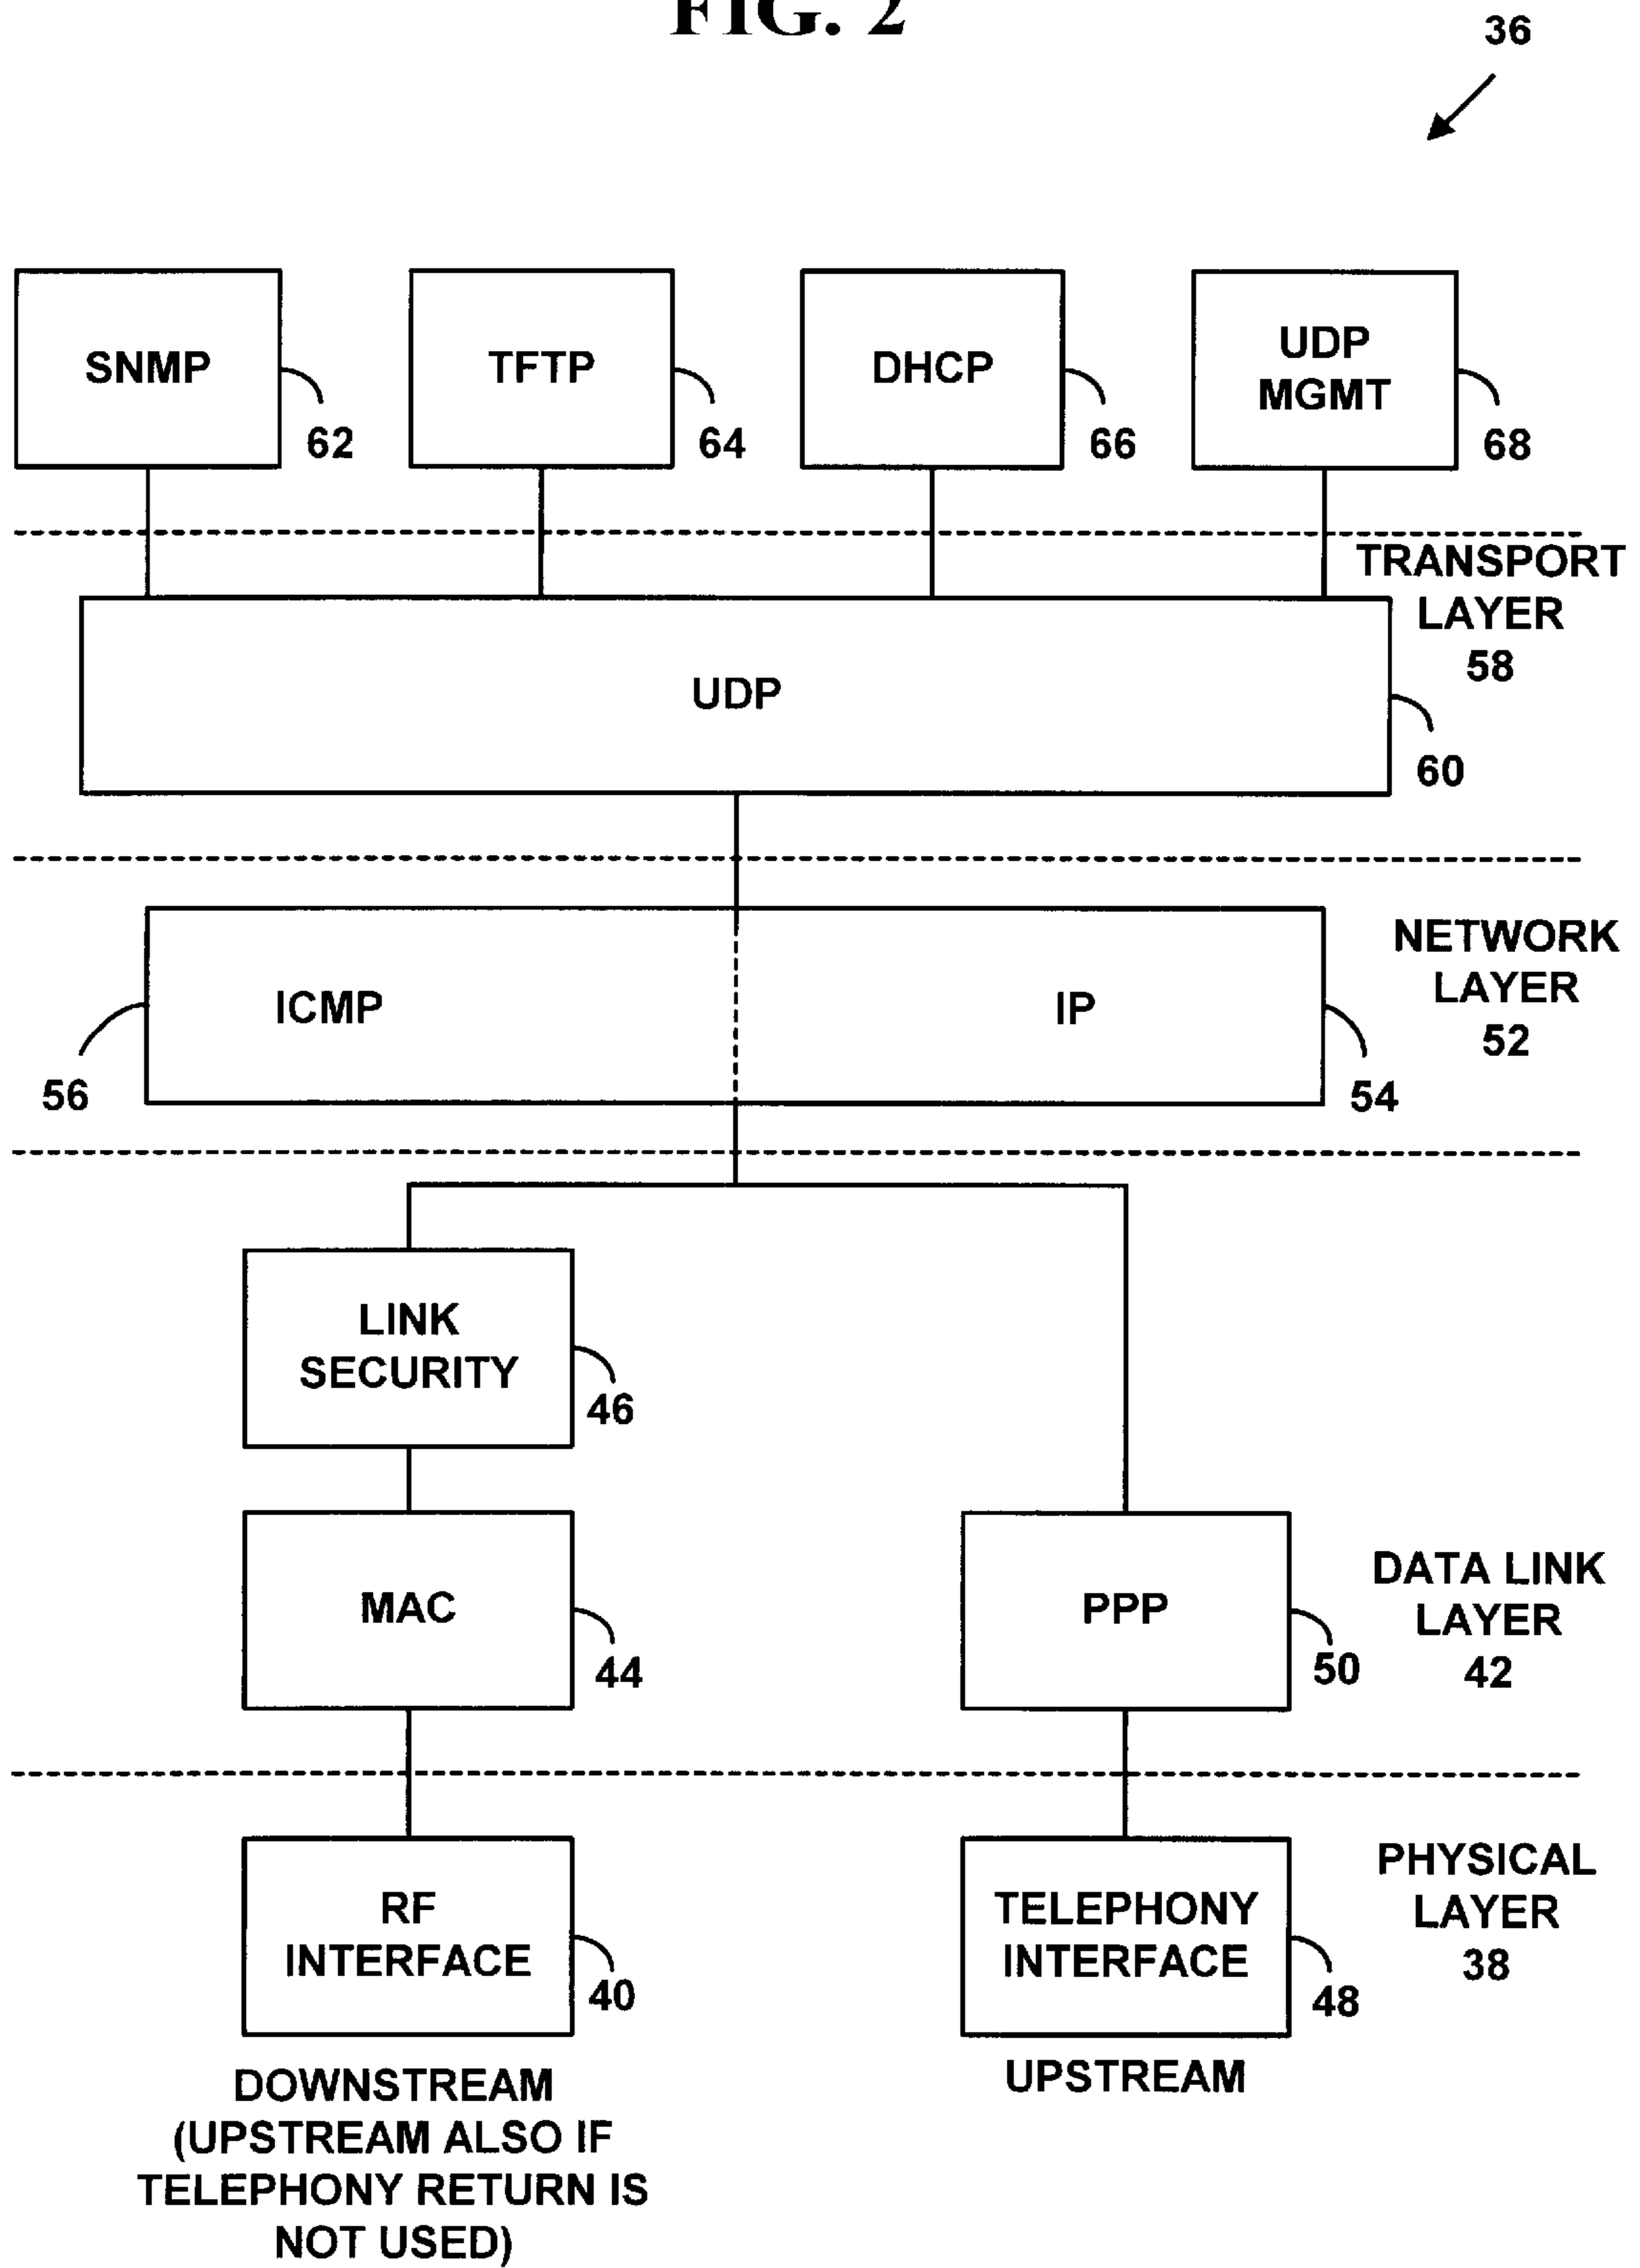 FIG. 2
36
SNMP
62
TFTP
64
DHCP
66
UDP
MGMT
68
TRANSPORT
LAYER
58
UDP
60
NETWORK
LAYER
52
ICMP
56
IP
54
LINK
SECURITY
46
MAC
44
PPP
50
DATA LINK
LAYER
42
RF
INTERFACE
40
TELEPHONY
INTERFACE
48
PHYSICAL
LAYER
38
DOWNSTREAM
(UPSTREAM ALSO IF
TELEPHONY RETURN IS
NOT USED)
UPSTREAM